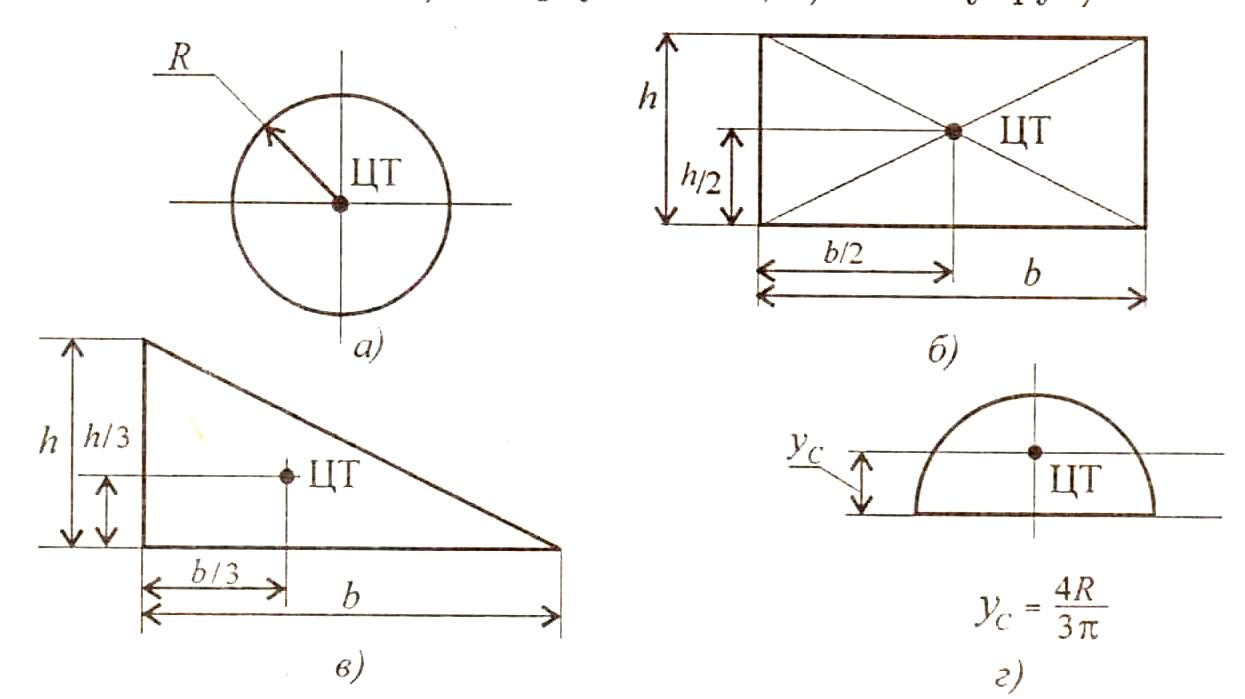 R
ЦТ
а)
h
h/2
ЦТ
b/2
b
б)
h
h/3
ЦТ
b/3
b
в)
y_C
ЦТ
y_C = 4R/3π
г)